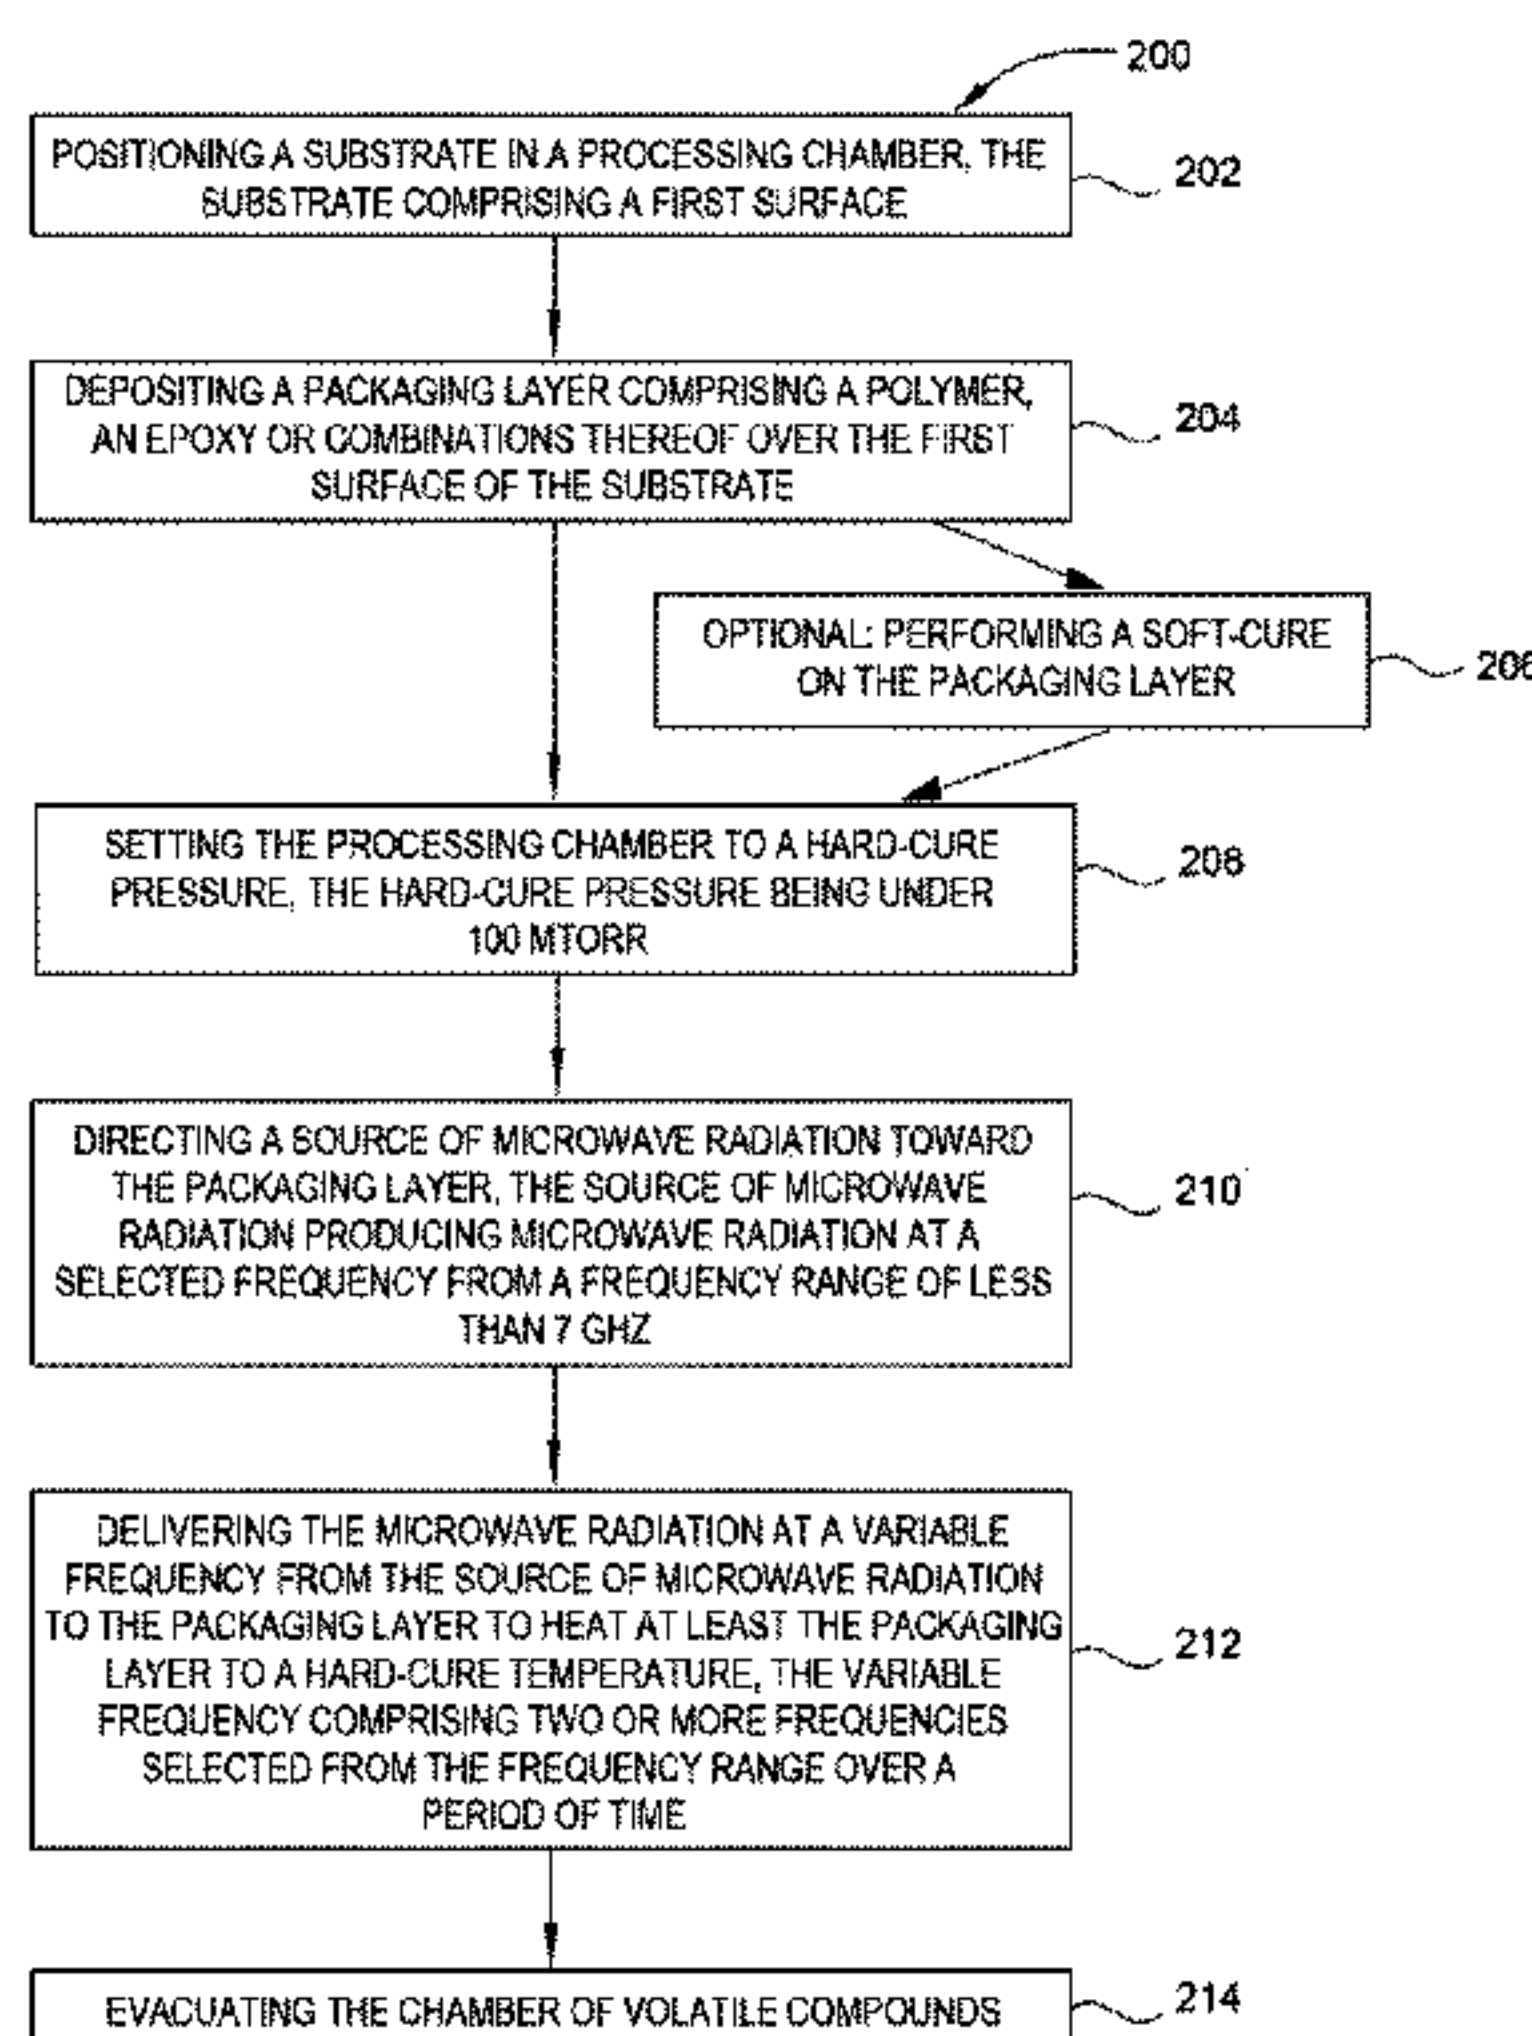 200
POSITIONING A SUBSTRATE IN A PROCESSING CHAMBER, THE
SUBSTRATE COMPRISING A FIRST SURFACE
202
DEPOSITING A PACKAGING LAYER COMPRISING A POLYMER,
AN EPOXY OR COMBINATIONS THEREOF OVER THE FIRST
SURFACE OF THE SUBSTRATE
204
OPTIONAL: PERFORMING A SOFT-CURE
ON THE PACKAGING LAYER
206
SETTING THE PROCESSING CHAMBER TO A HARD-CURE
PRESSURE, THE HARD-CURE PRESSURE BEING UNDER
100 MTORR
208
DIRECTING A SOURCE OF MICROWAVE RADIATION TOWARD
THE PACKAGING LAYER, THE SOURCE OF MICROWAVE
RADIATION PRODUCING MICROWAVE RADIATION AT A
SELECTED FREQUENCY FROM A FREQUENCY RANGE OF LESS
THAN 7 GHZ
210
DELIVERING THE MICROWAVE RADIATION AT A VARIABLE
FREQUENCY FROM THE SOURCE OF MICROWAVE RADIATION
TO THE PACKAGING LAYER TO HEAT AT LEAST THE PACKAGING
LAYER TO A HARD-CURE TEMPERATURE, THE VARIABLE
FREQUENCY COMPRISING TWO OR MORE FREQUENCIES
SELECTED FROM THE FREQUENCY RANGE OVER A
PERIOD OF TIME
212
EVACUATING THE CHAMBER OF VOLATILE COMPOUNDS
214